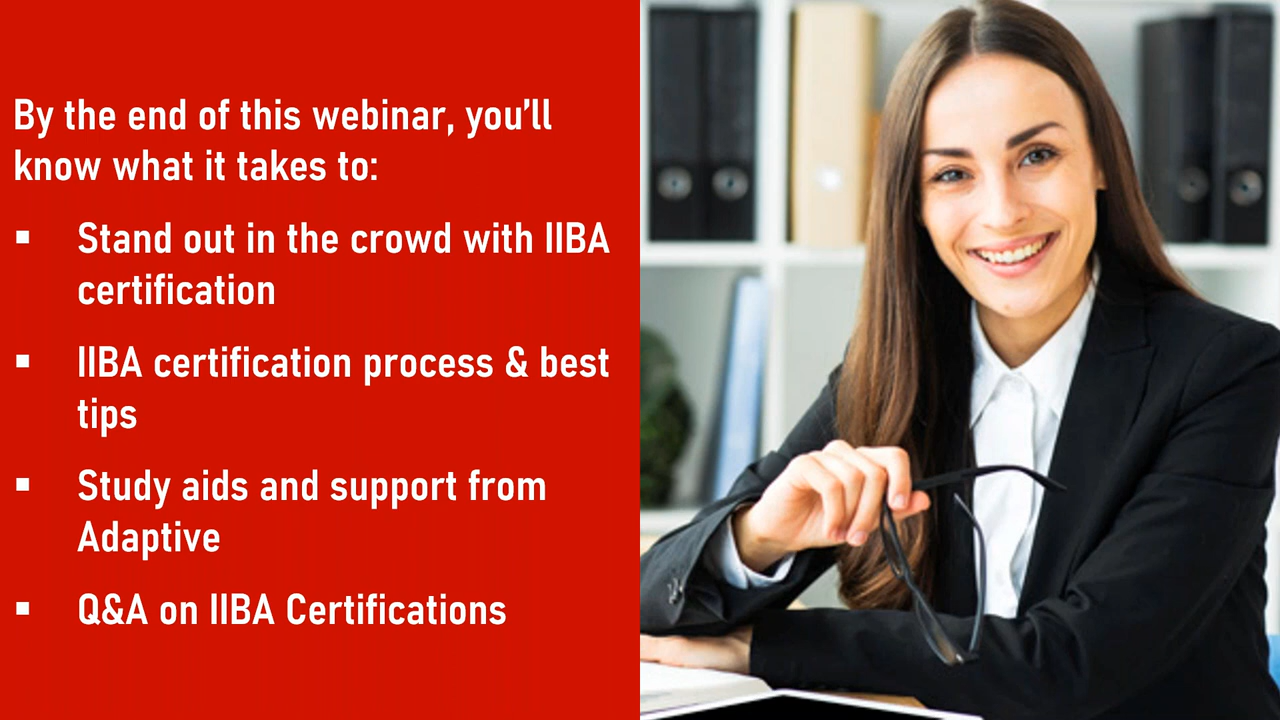 By the end of this webinar, you’ll
know what it takes to:
▪ Stand out in the crowd with IIBA
certification
▪ IIBA certification process & best
tips
▪ Study aids and support from
Adaptive
▪ Q&A on IIBA Certifications